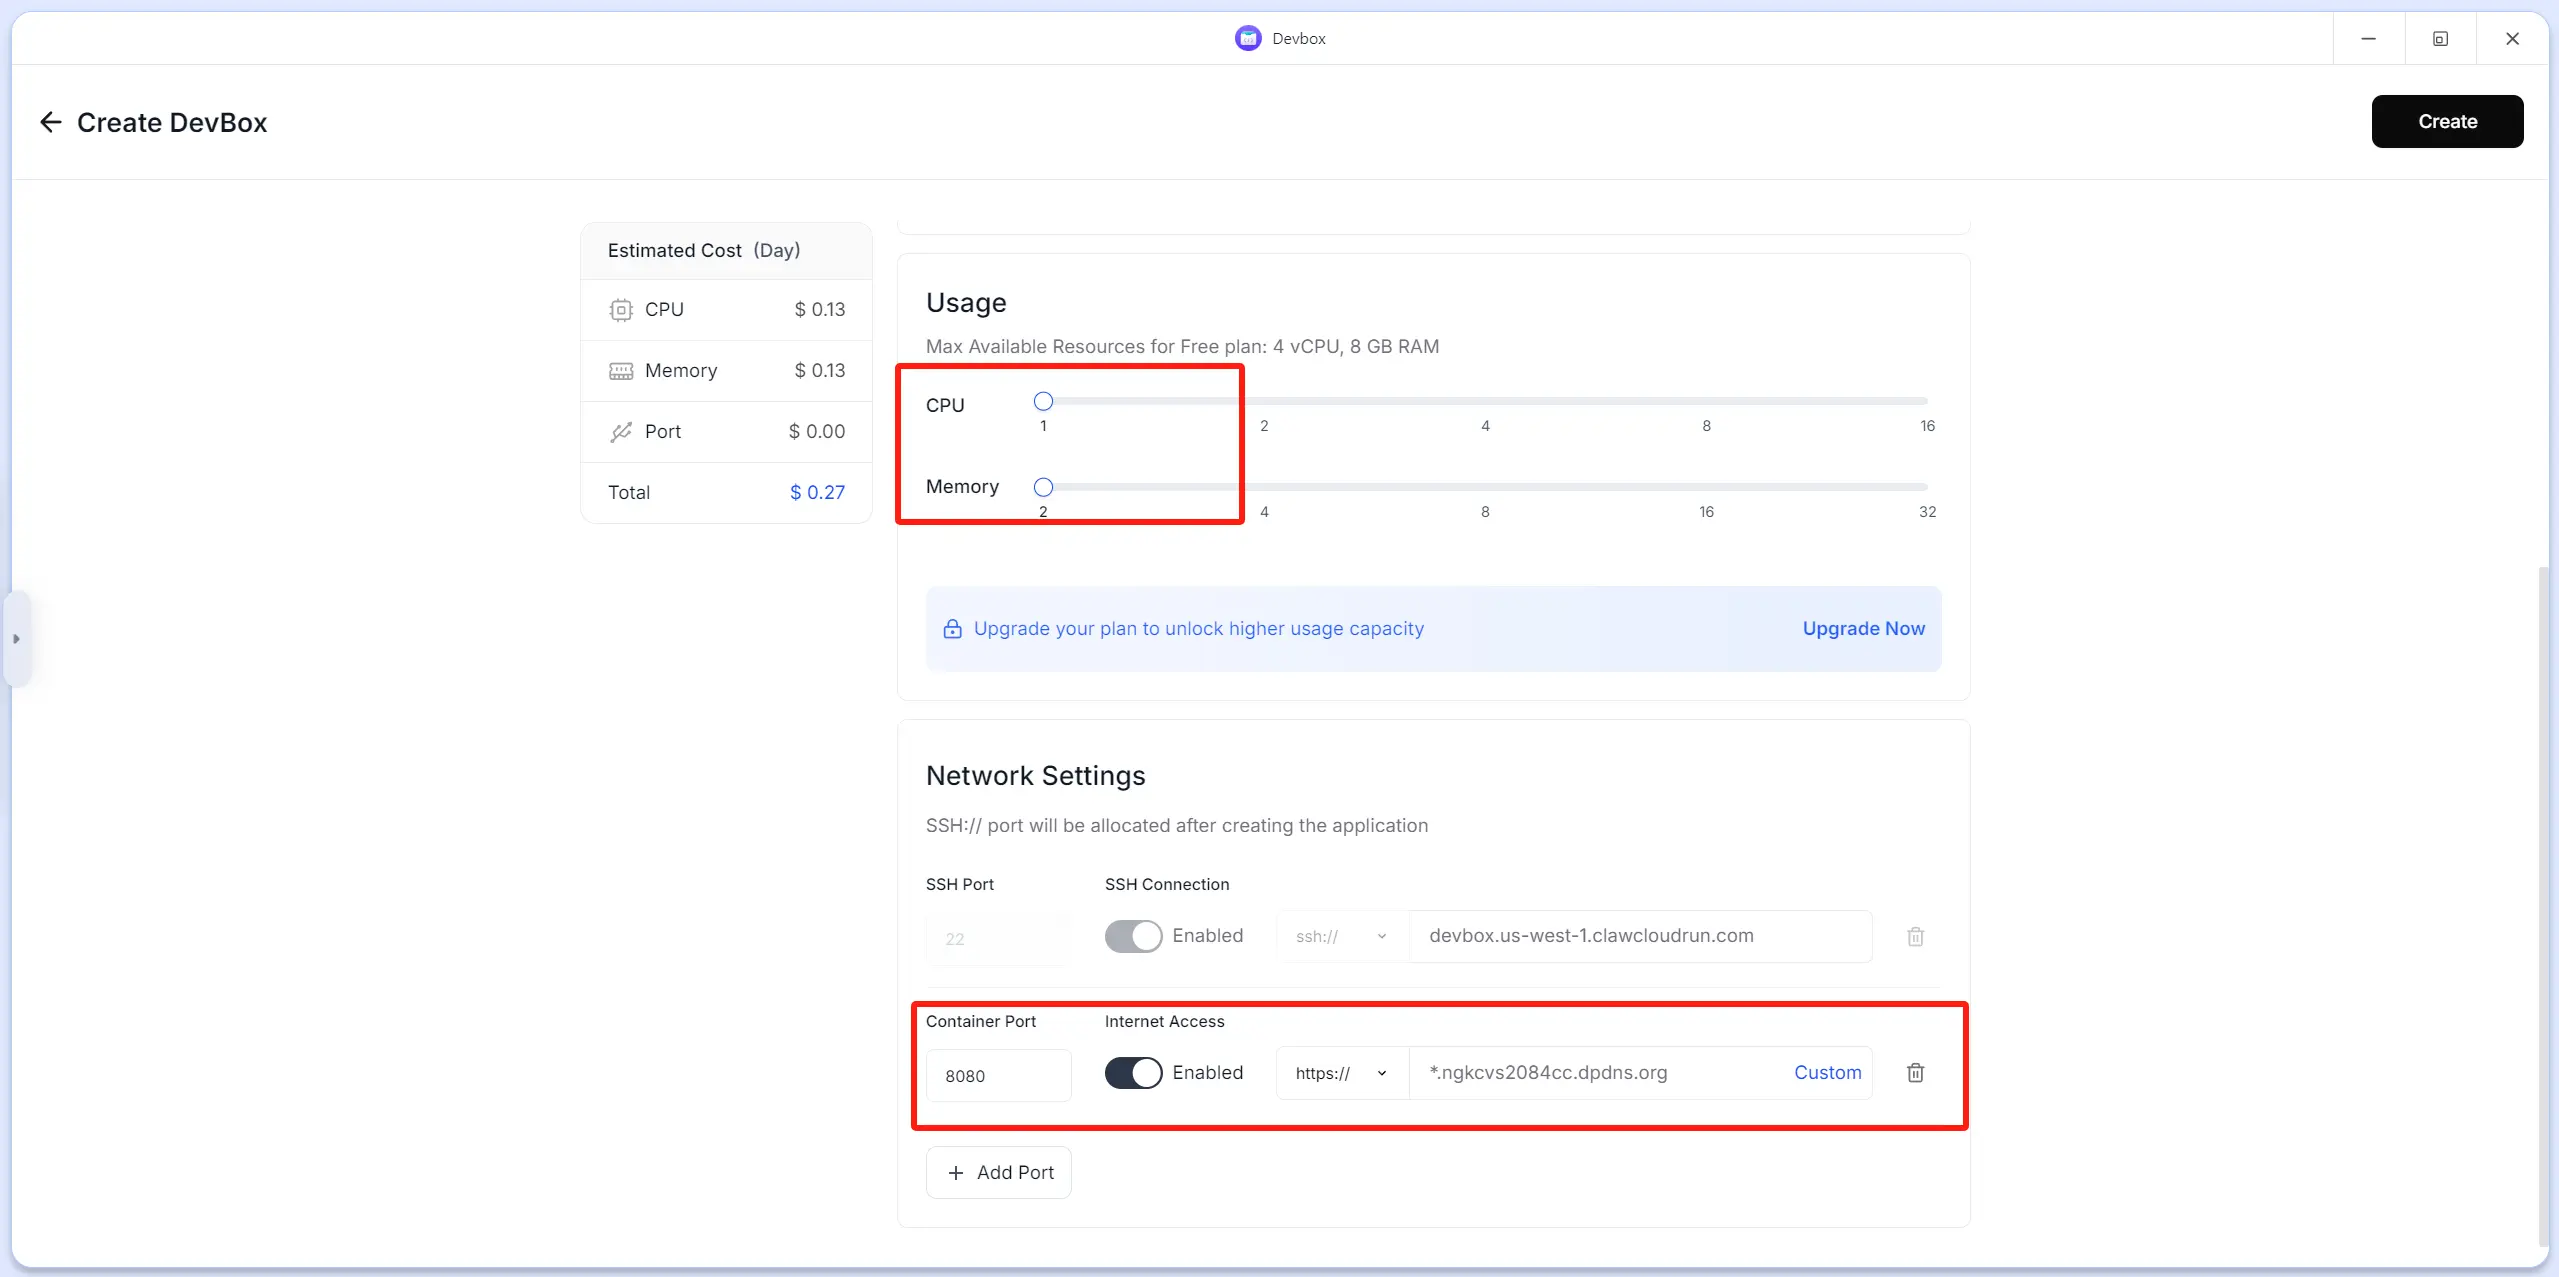 Devbox
Create DevBox
Create
Estimated Cost (Day)
CPU $ 0.13
Memory $ 0.13
Port $ 0.00
Total $ 0.27
Usage
Max Available Resources for Free plan: 4 vCPU, 8 GB RAM
CPU
1 2 4 8 16
Memory
2 4 8 16 32
Upgrade your plan to unlock higher usage capacity Upgrade Now
Network Settings
SSH:// port will be allocated after creating the application
SSH Port SSH Connection
22 Enabled ssh:// devbox.us-west-1.clawcloudrun.com
Container Port Internet Access
8080 Enabled https:// *.ngkcvs2084cc.dpdns.org Custom
+ Add Port